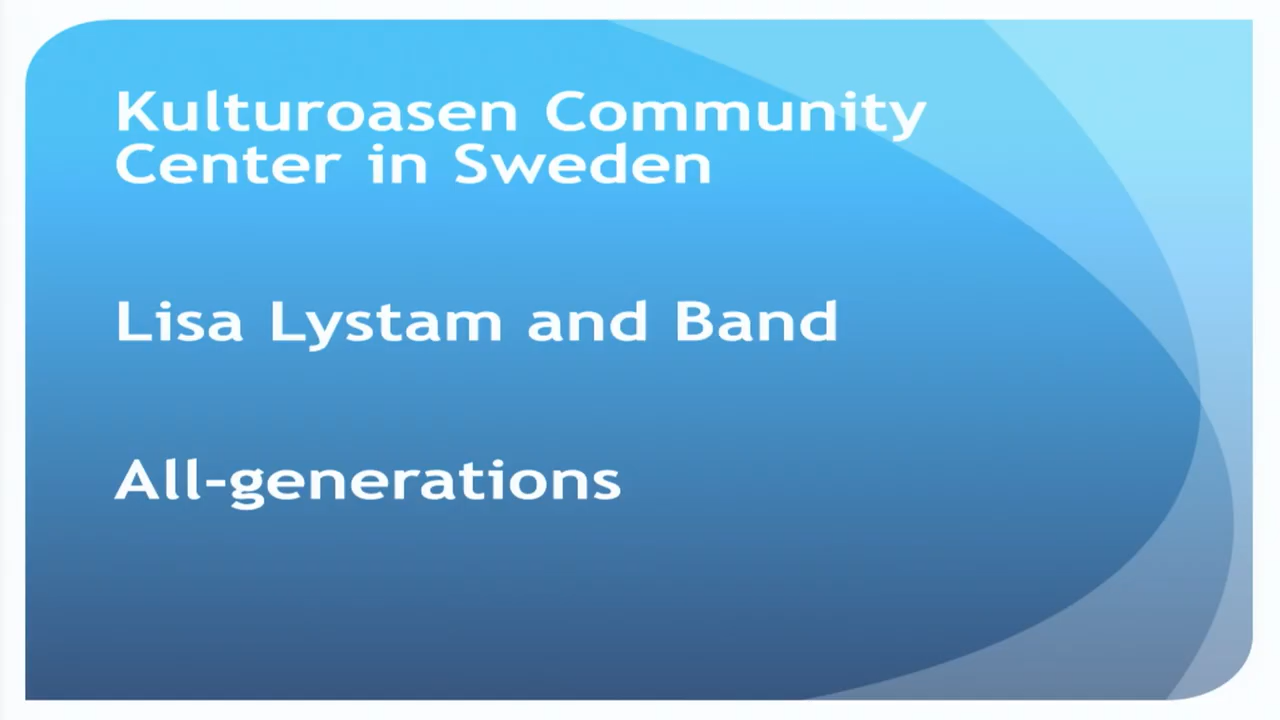 Kulturoasen Community
Center in Sweden
Lisa Lystam and Band
All-generations